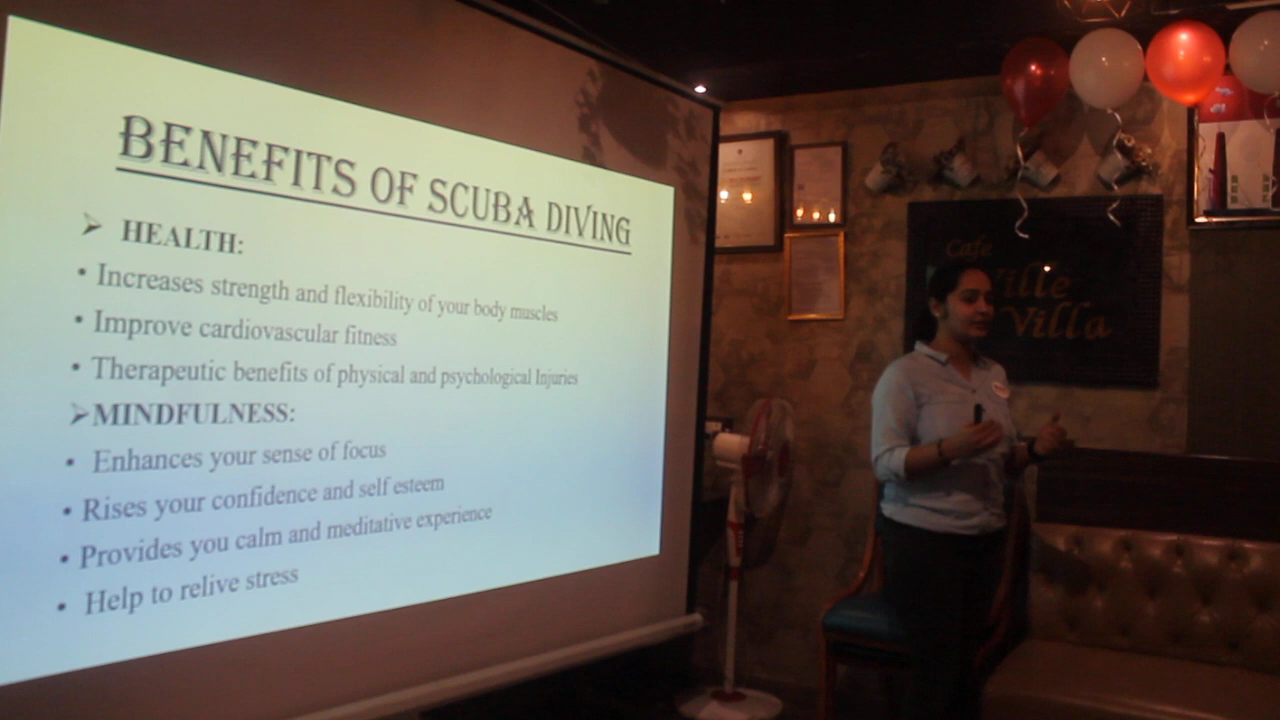 BENEFITS OF SCUBA DIVING
➢ HEALTH:
• Increases strength and flexibility of your body muscles
• Improve cardiovascular fitness
• Therapeutic benefits of physical and psychological Injuries
➢MINDFULNESS:
• Enhances your sense of focus
• Rises your confidence and self esteem
• Provides you calm and meditative experience
• Help to relive stress
Cafe
Villa